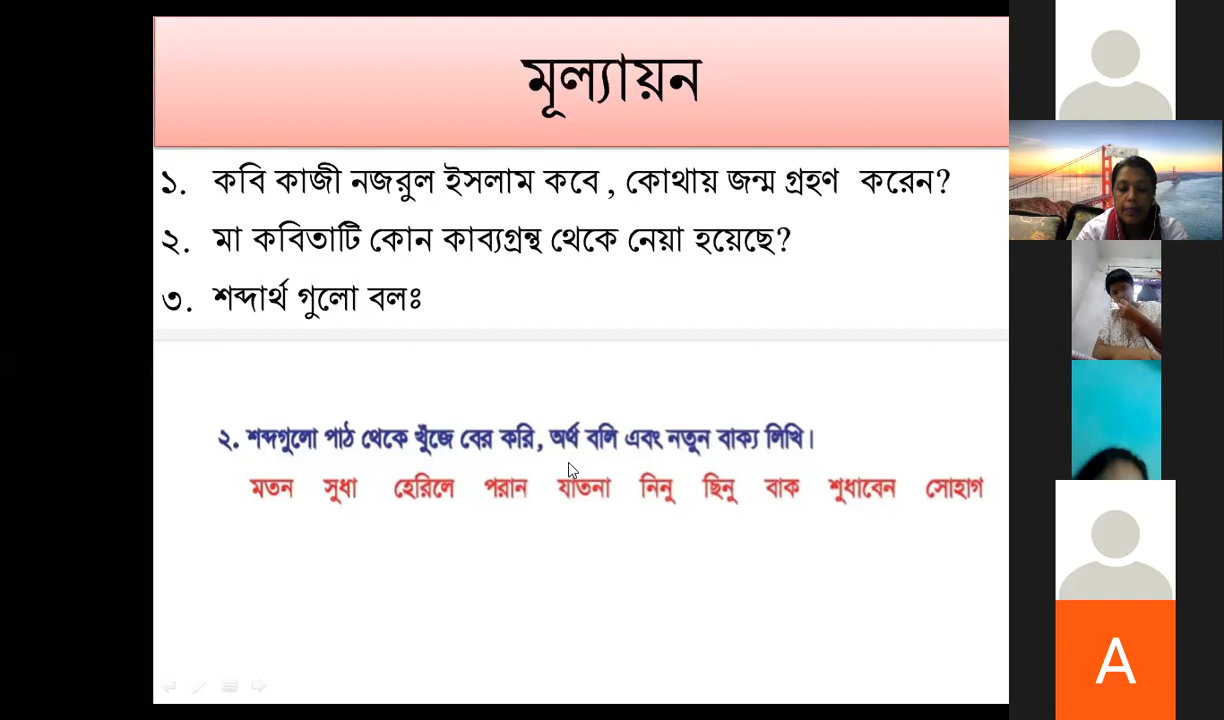 মূল্যায়ন
১. কবি কাজী নজরুল ইসলাম কবে , কোথায় জন্ম গ্রহণ করেন?
২. মা কবিতাটি কোন কাব্যগ্রন্থ থেকে নেয়া হয়েছে?
৩. শব্দার্থ গুলো বলঃ
২. শব্দগুলো পাঠ থেকে খুঁজে বের করি, অর্থ বলি এবং নতুন বাক্য লিখি।
মতন সুধা হেরিলে পরান যাতনা নিনু ছিনু বাক শুধাবেন সোহাগ
A